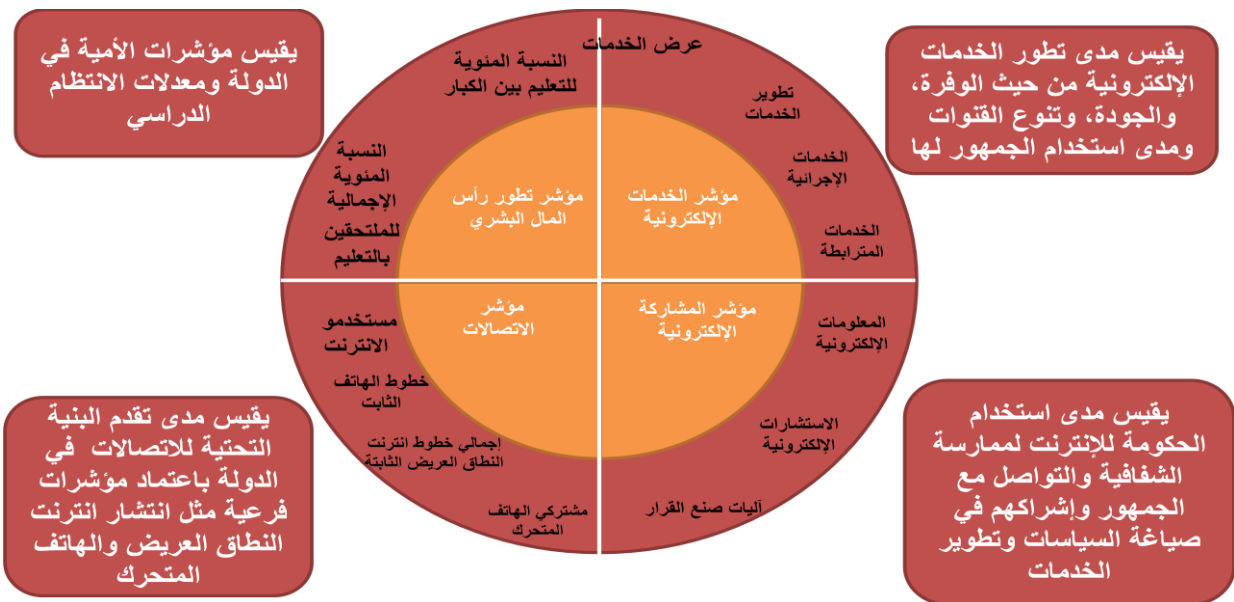 يقيس مدى تطور الخدمات
الإلكترونية من حيث الوفرة،
والجودة، وتنوع القنوات
ومدى استخدام الجمهور لها
عرض الخدمات
تطوير
الخدمات
الخدمات
الإجرائية
الخدمات
المترابطة
مؤشر الخدمات
الإلكترونية
النسبة المئوية
للتعليم بين الكبار
النسبة
المئوية
الإجمالية
للملتحقين
بالتعليم
مؤشر تطور رأس
المال البشري
يقيس مؤشرات الأمية في
الدولة ومعدلات الانتظام
الدراسي
مؤشر المشاركة
الإلكترونية
المعلومات
الإلكترونية
الاستشارات
الإلكترونية
آليات صنع القرار
يقيس مدى استخدام
الحكومة للإنترنت لممارسة
الشفافية والتواصل مع
الجمهور وإشراكهم في
صياغة السياسات وتطوير
الخدمات
مؤشر
الاتصالات
مستخدمو
الانترنت
خطوط الهاتف
الثابت
إجمالي خطوط انترنت
النطاق العريض الثابتة
مشتركي الهاتف
المتحرك
يقيس مدى تقدم البنية
التحتية للاتصالات في
الدولة باعتماد مؤشرات
فرعية مثل انتشار انترنت
النطاق العريض والهاتف
المتحرك